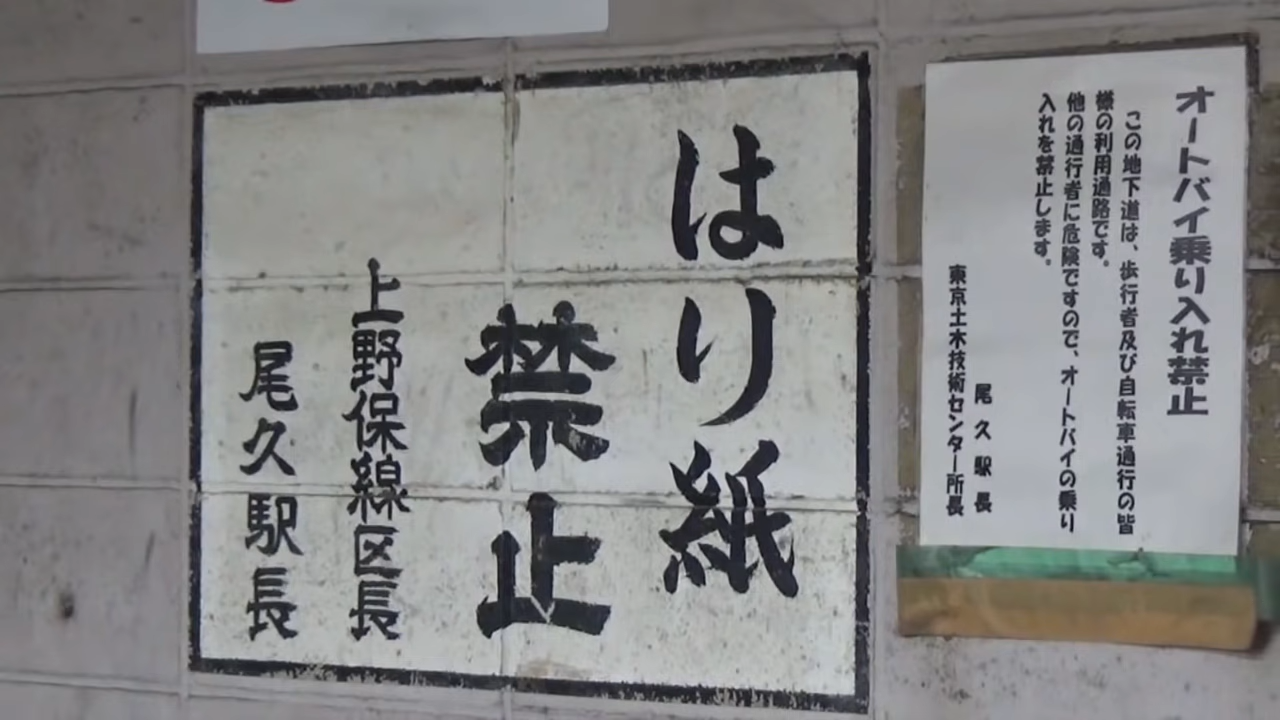 はり紙
禁止
上野保線区長
尾久駅長
オートバイ乗り入れ禁止
この地下道は、歩行者及び自転車通行の皆
様の利用通路です。
他の通行者に危険ですので、オートバイの乗り
入れを禁止します。
尾久駅長
東京土木技術センター所長